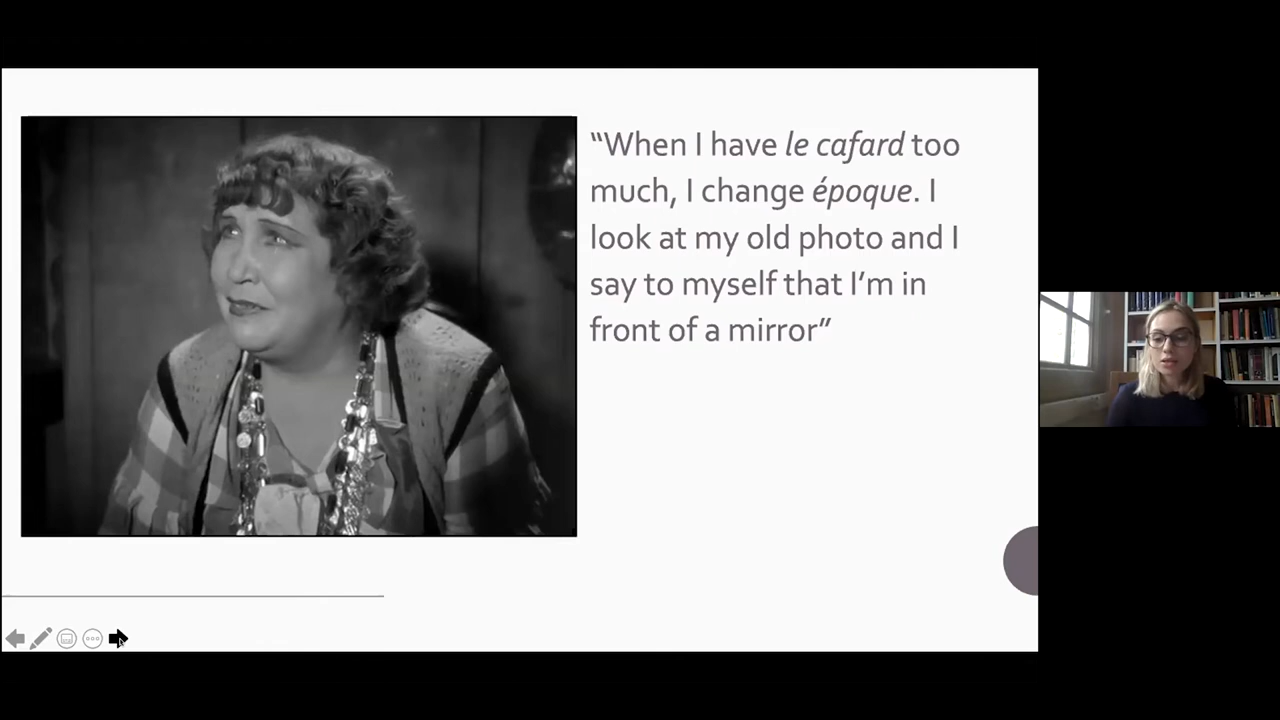 “When I have le cafard too
much, I change époque. I
look at my old photo and I
say to myself that I’m in
front of a mirror”